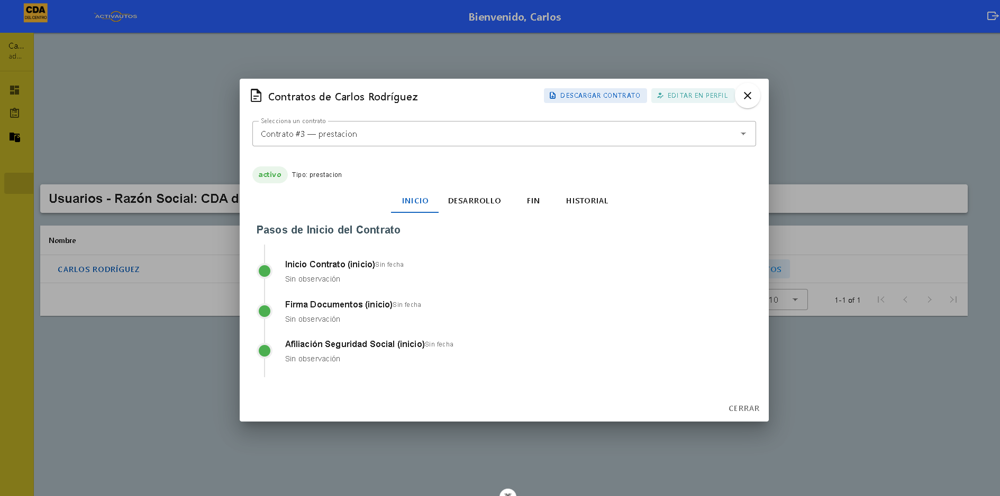 CDA
DEL CENTRO
ACTIVAUTOS
Bienvenido, Carlos
Ca...
ad...
Contratos de Carlos Rodríguez
DESCARGAR CONTRATO
EDITAR EN PERFIL
Selecciona un contrato
Contrato #3 — prestacion
activo
Tipo: prestacion
INICIO
DESARROLLO
FIN
HISTORIAL
Usuarios - Razón Social: CDA d
Pasos de Inicio del Contrato
Nombre
Inicio Contrato (inicio)Sin fecha
Sin observación
CARLOS RODRÍGUEZ
TOS
Firma Documentos (inicio)Sin fecha
Sin observación
10
1-1 of 1
Afiliación Seguridad Social (inicio)Sin fecha
Sin observación
CERRAR